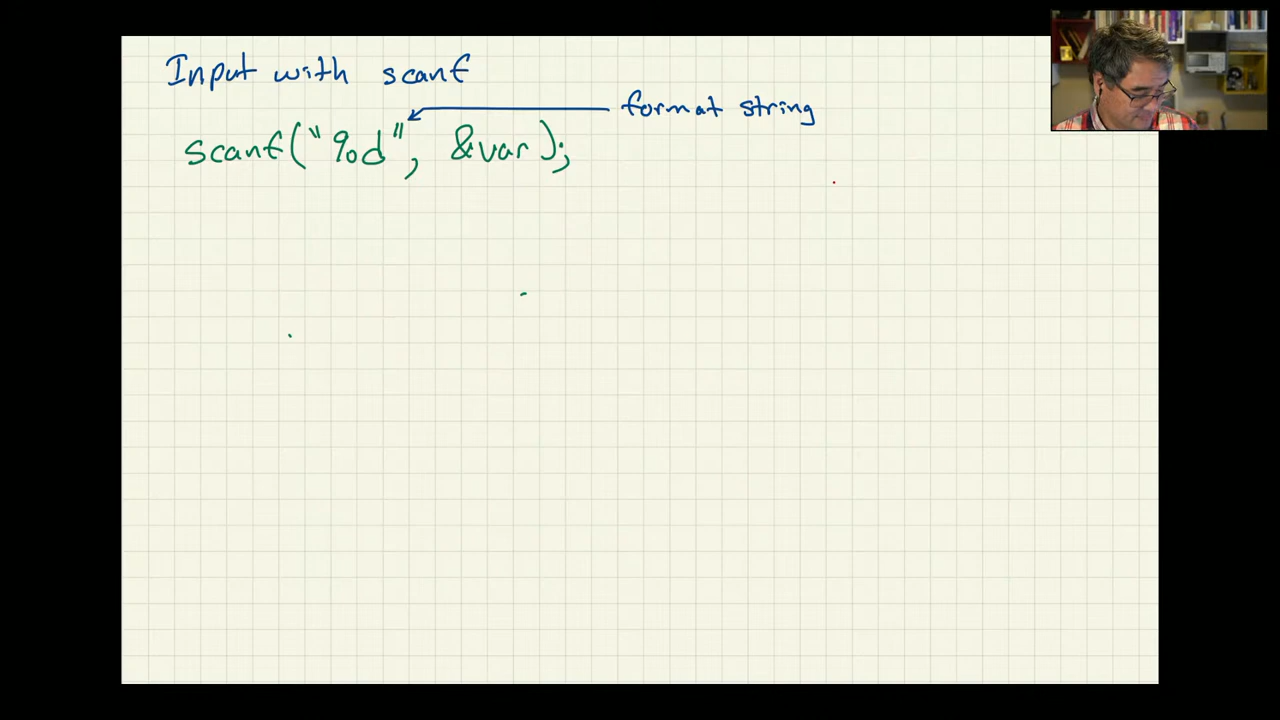 Input with scanf
format string
scanf("%d", &var);